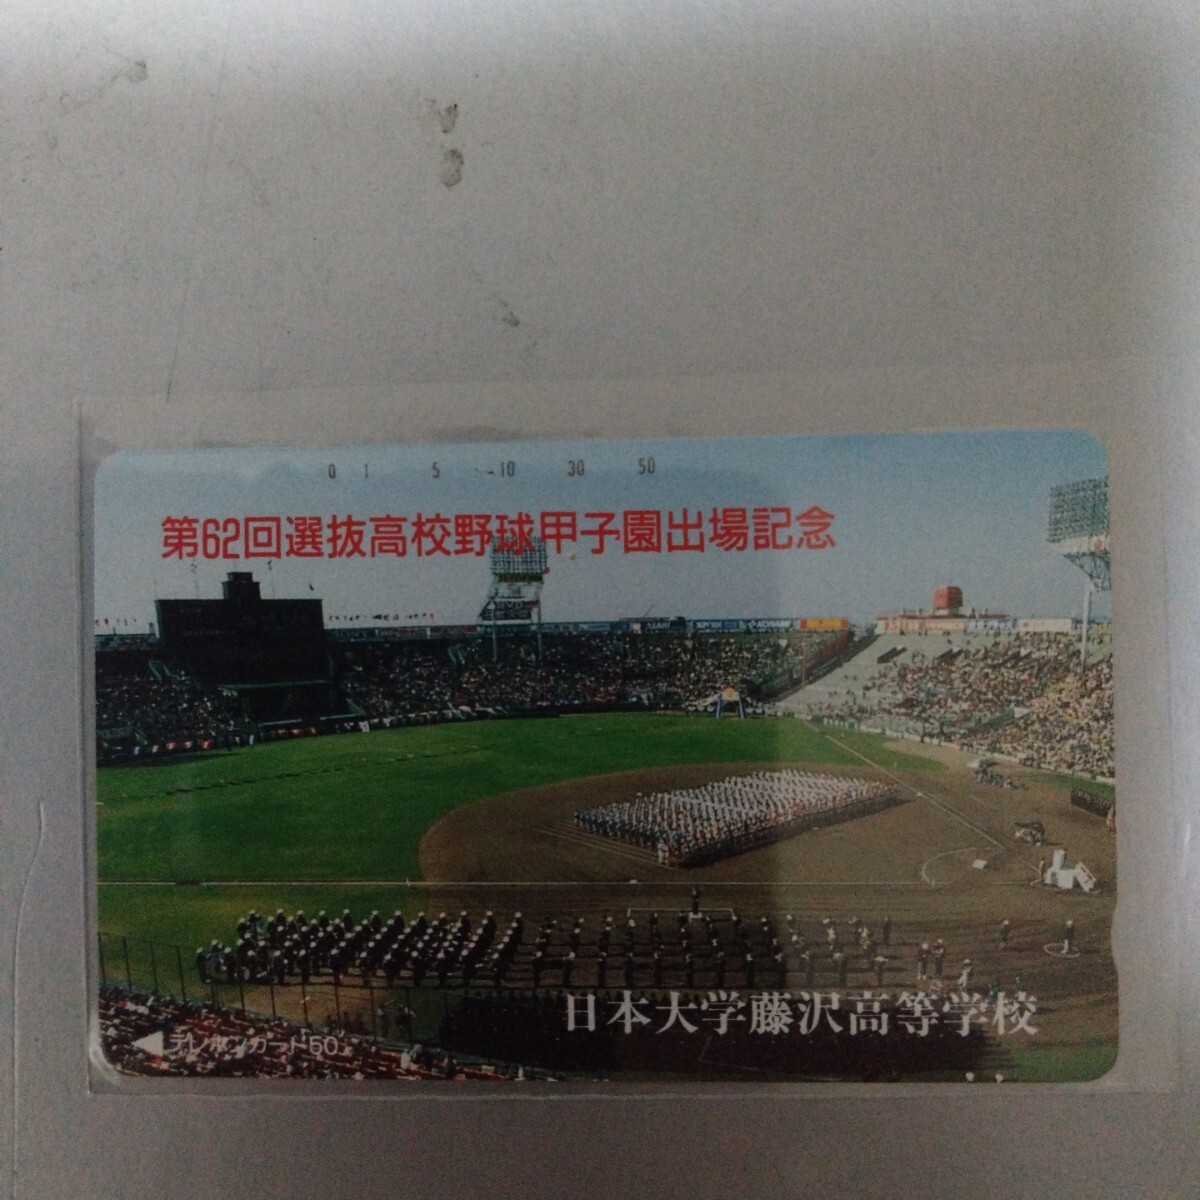 0 1 5 10 30 50
第62回選抜高校野球甲子園出場記念
SONY
KONAMI
日本大学藤沢高等学校
テレホンカード50